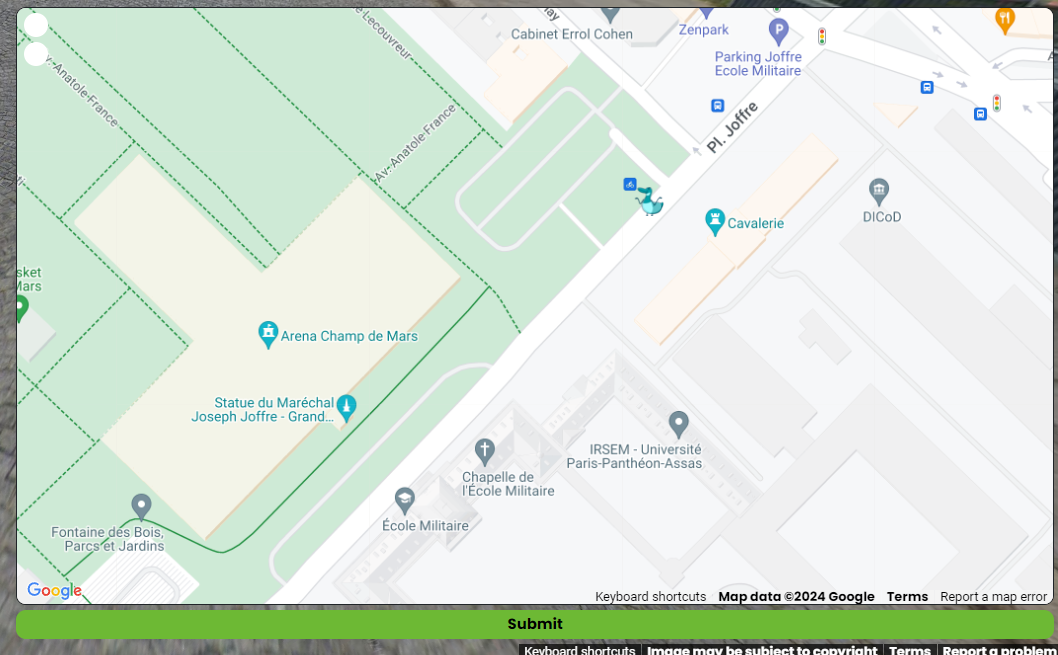 nay
Cabinet Errol Cohen
Zenpark
P
Parking Joffre
Ecole Militaire
e Lecouvreur
Av. Anatole-France
Av. Anatole-France
Pl. Joffre
Cavalerie
DICoD
sket
Mars
Arena Champ de Mars
Statue du Maréchal
Joseph Joffre - Grand...
IRSEM - Université
Paris-Panthéon-Assas
Chapelle de
l'École Militaire
École Militaire
Fontaine des Bois,
Parcs et Jardins
Google
Keyboard shortcuts Map data ©2024 Google Terms Report a map error
Submit
Keyboard shortcuts Image may be subject to copyright Terms Report a problem